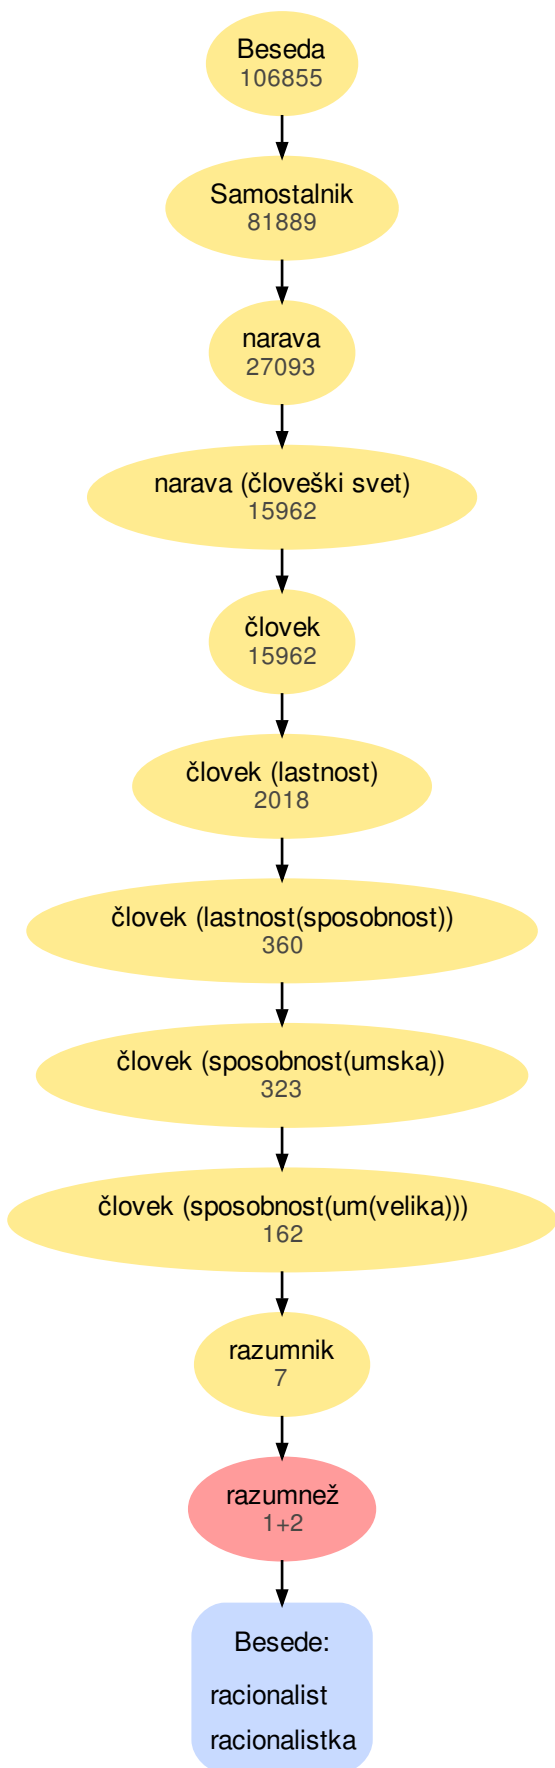 Beseda
106855
Samostalnik
81889
narava
27093
narava (človeški svet)
15962
človek
15962
človek (lastnost)
2018
človek (lastnost(sposobnost))
360
človek (sposobnost(umska))
323
človek (sposobnost(um(velika)))
162
razumnik
7
razumnež
1+2
Besede:
racionalist
racionalistka